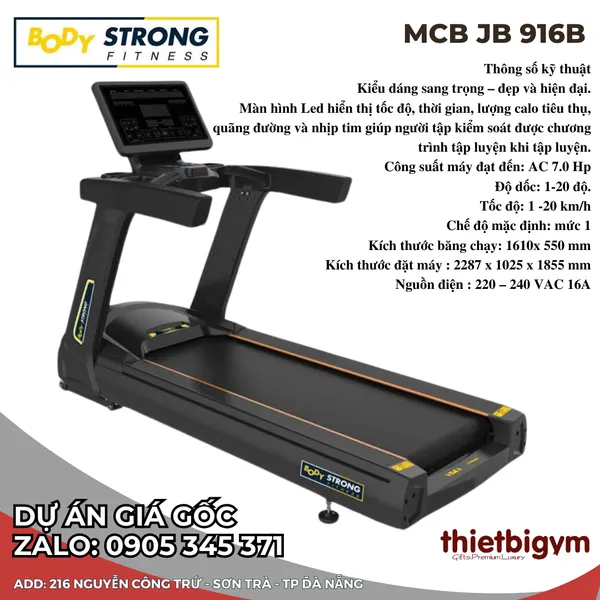 BODY STRONG
FITNESS
MCB JB 916B
Thông số kỹ thuật
Kiểu dáng sang trọng – đẹp và hiện đại.
Màn hình Led hiển thị tốc độ, thời gian, lượng calo tiêu thụ,
quãng đường và nhịp tim giúp người tập kiểm soát được chương
trình tập luyện khi tập luyện.
Công suất máy đạt đến: AC 7.0 Hp
Độ dốc: 1-20 độ.
Tốc độ: 1 -20 km/h
Chế độ mặc định: mức 1
Kích thước băng chạy: 1610x 550 mm
Kích thước đặt máy : 2287 x 1025 x 1855 mm
Nguồn điện : 220 – 240 VAC 16A
BODY STRONG
BODY STRONG
FITNESS
DỰ ÁN GIÁ GỐC
ZALO: 0905 345 371
thietbigym
Gifts.Premium.Luxury
ADD: 216 NGUYỄN CÔNG TRỨ - SƠN TRÀ - TP ĐÀ NẴNG